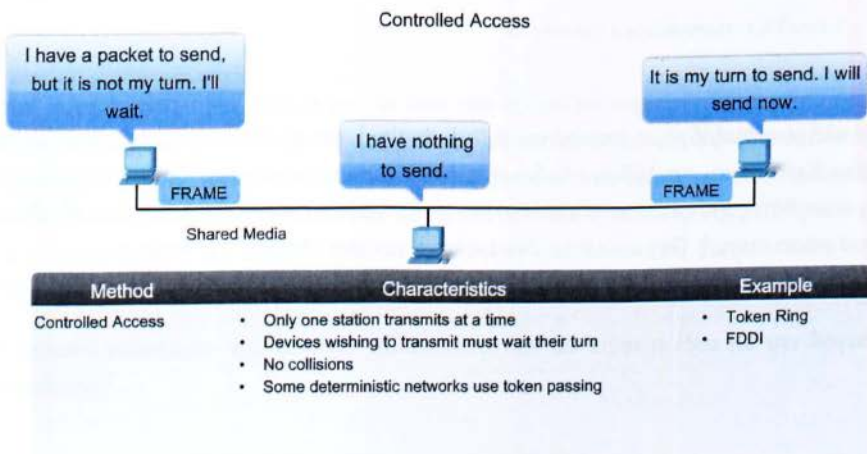 Controlled Access
I have a packet to send,
but it is not my turn. I'll
wait.
It is my turn to send. I will
send now.
I have nothing
to send.
FRAME
FRAME
Shared Media
Method Characteristics Example
Controlled Access
• Only one station transmits at a time
• Devices wishing to transmit must wait their turn
• No collisions
• Some deterministic networks use token passing
• Token Ring
• FDDI